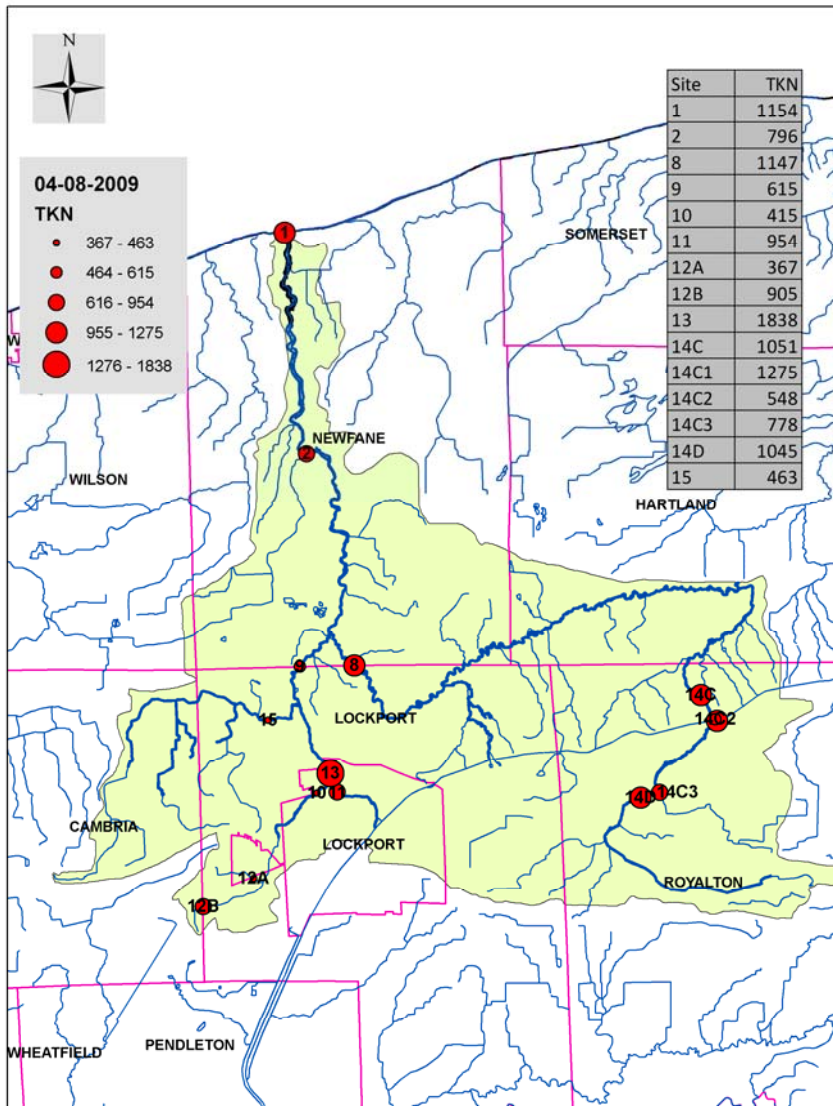 N
04-08-2009
TKN
367 - 463
464 - 615
616 - 954
955 - 1275
1276 - 1838
Site TKN
1 1154
2 796
8 1147
9 615
10 415
11 954
12A 367
12B 905
13 1838
14C 1051
14C1 1275
14C2 548
14C3 778
14D 1045
15 463
1
SOMERSET
W
2 NEWFANE
WILSON
HARTLAND
9 8
14C
15 LOCKPORT 14C2
13
10 11 14D 14C3
CAMBRIA
LOCKPORT
12A ROYALTON
12B
WHEATFIELD PENDLETON